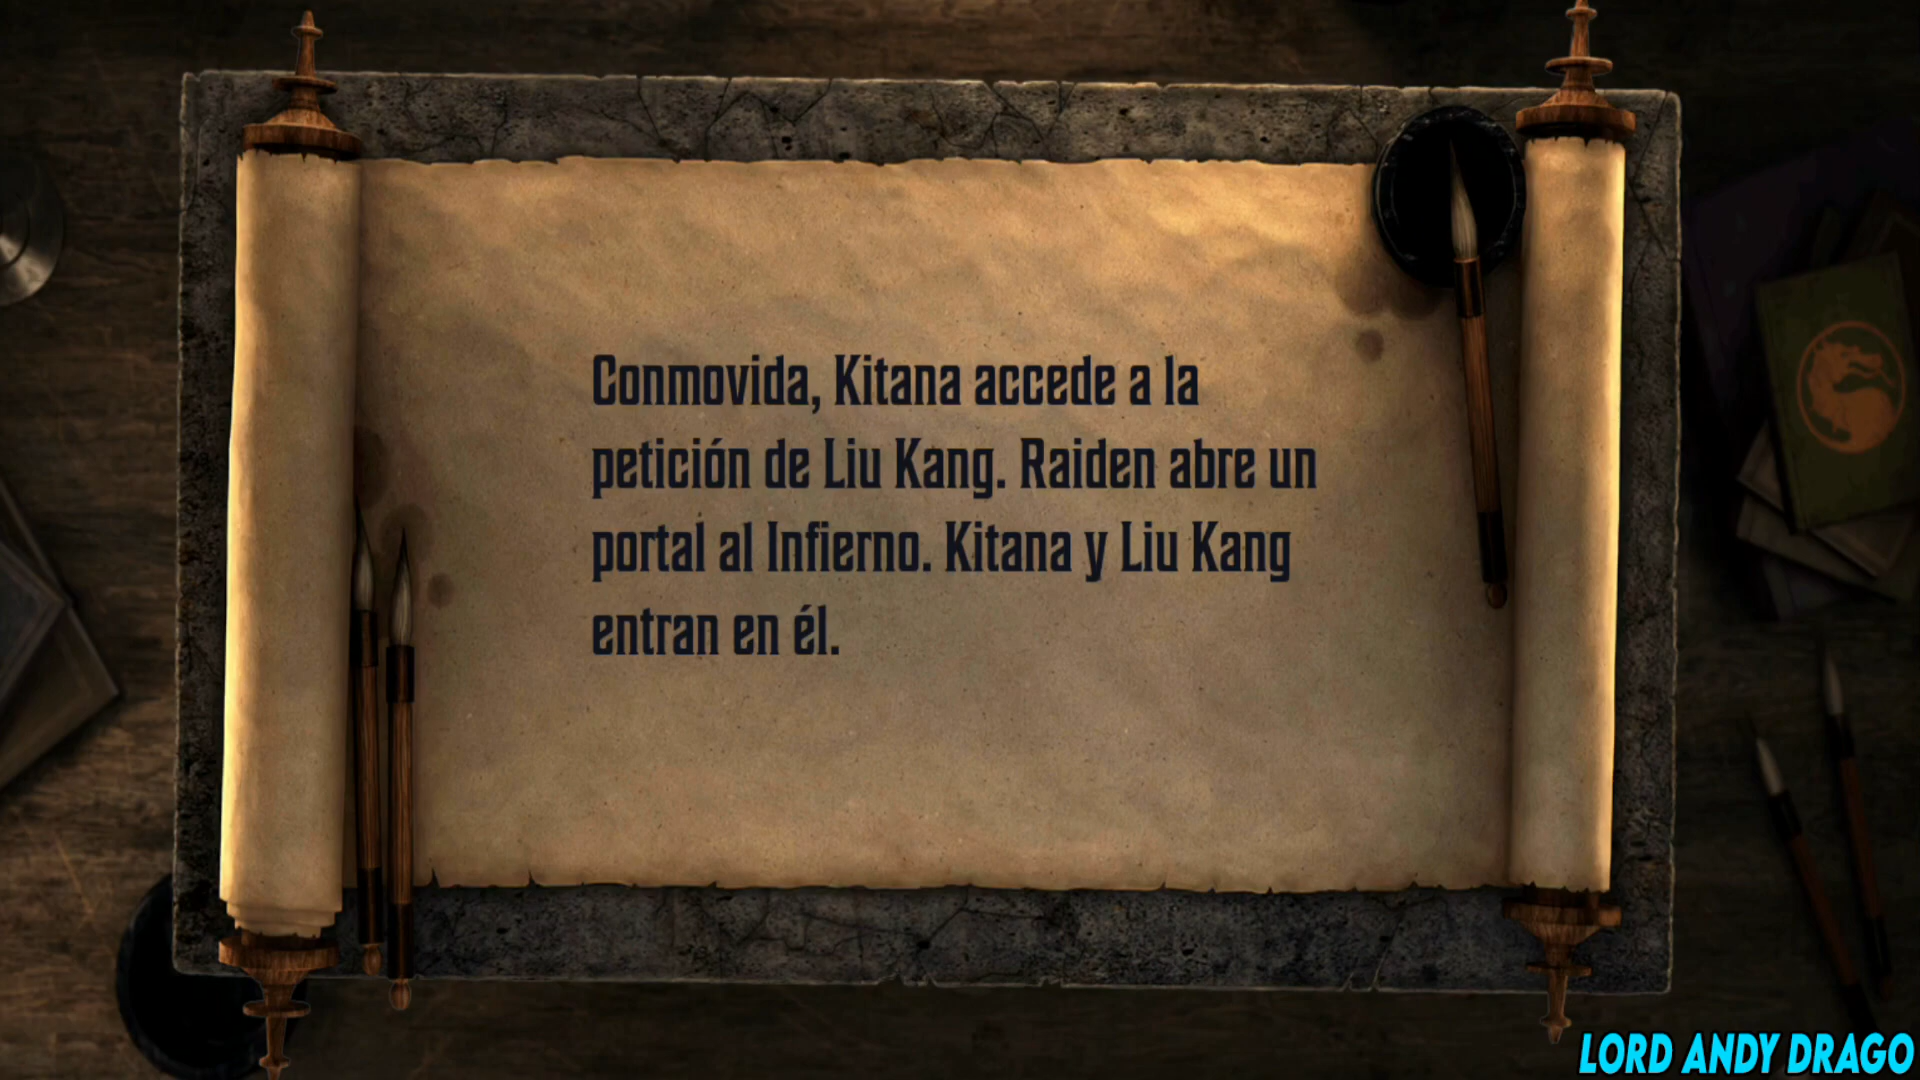 Conmovida, Kitana accede a la
petición de Liu Kang. Raiden abre un
portal al Infierno. Kitana y Liu Kang
entran en él.
LORD ANDY DRAGO